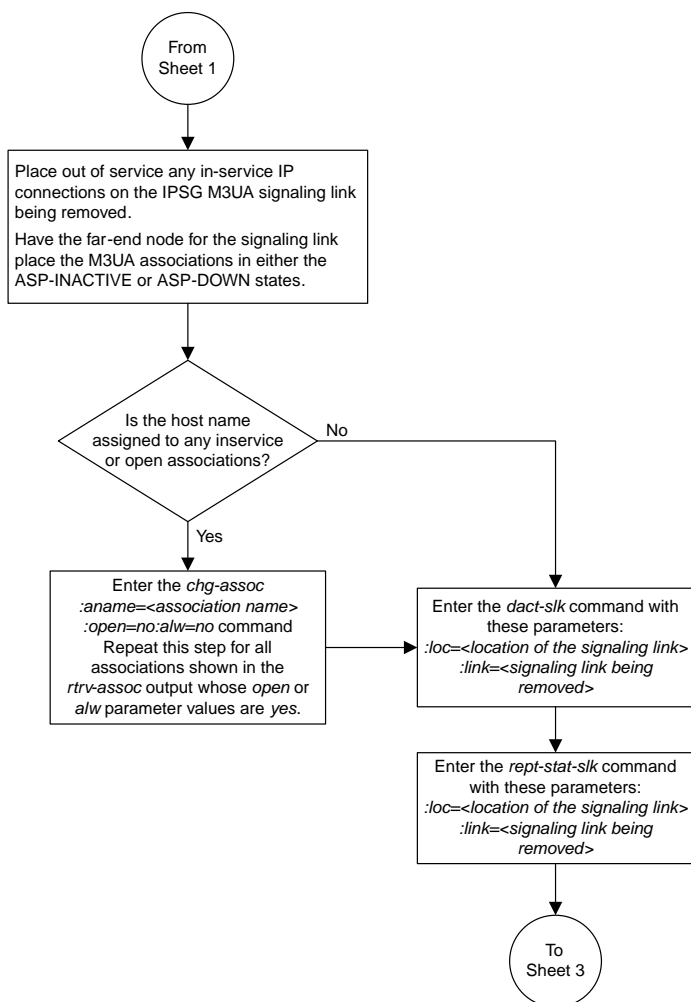 From
Sheet 1
Place out of service any in-service IP
connections on the IPSG M3UA signaling link
being removed.
Have the far-end node for the signaling link
place the M3UA associations in either the
ASP-INACTIVE or ASP-DOWN states.
Is the host name
assigned to any inservice
or open associations?
No
Yes
Enter the chg-assoc
:aname=<association name>
:open=no:alw=no command
Repeat this step for all
associations shown in the
rtrv-assoc output whose open or
alw parameter values are yes.
Enter the dact-slk command with
these parameters:
:loc=<location of the signaling link>
:link=<signaling link being
removed>
Enter the rept-stat-slk command
with these parameters:
:loc=<location of the signaling link>
:link=<signaling link being
removed>
To
Sheet 3